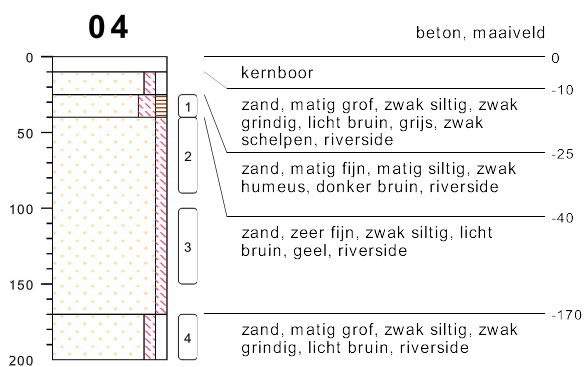 04
beton, maaiveld
0
0
kernboor
-10
zand, matig grof, zwak siltig, zwak
grindig, licht bruin, grijs, zwak
schelpen, riverside
1
-25
50
zand, matig fijn, matig siltig, zwak
humeus, donker bruin, riverside
2
-40
100
zand, zeer fijn, zwak siltig, licht
bruin, geel, riverside
3
150
-170
zand, matig grof, zwak siltig, zwak
grindig, licht bruin, riverside
4
200